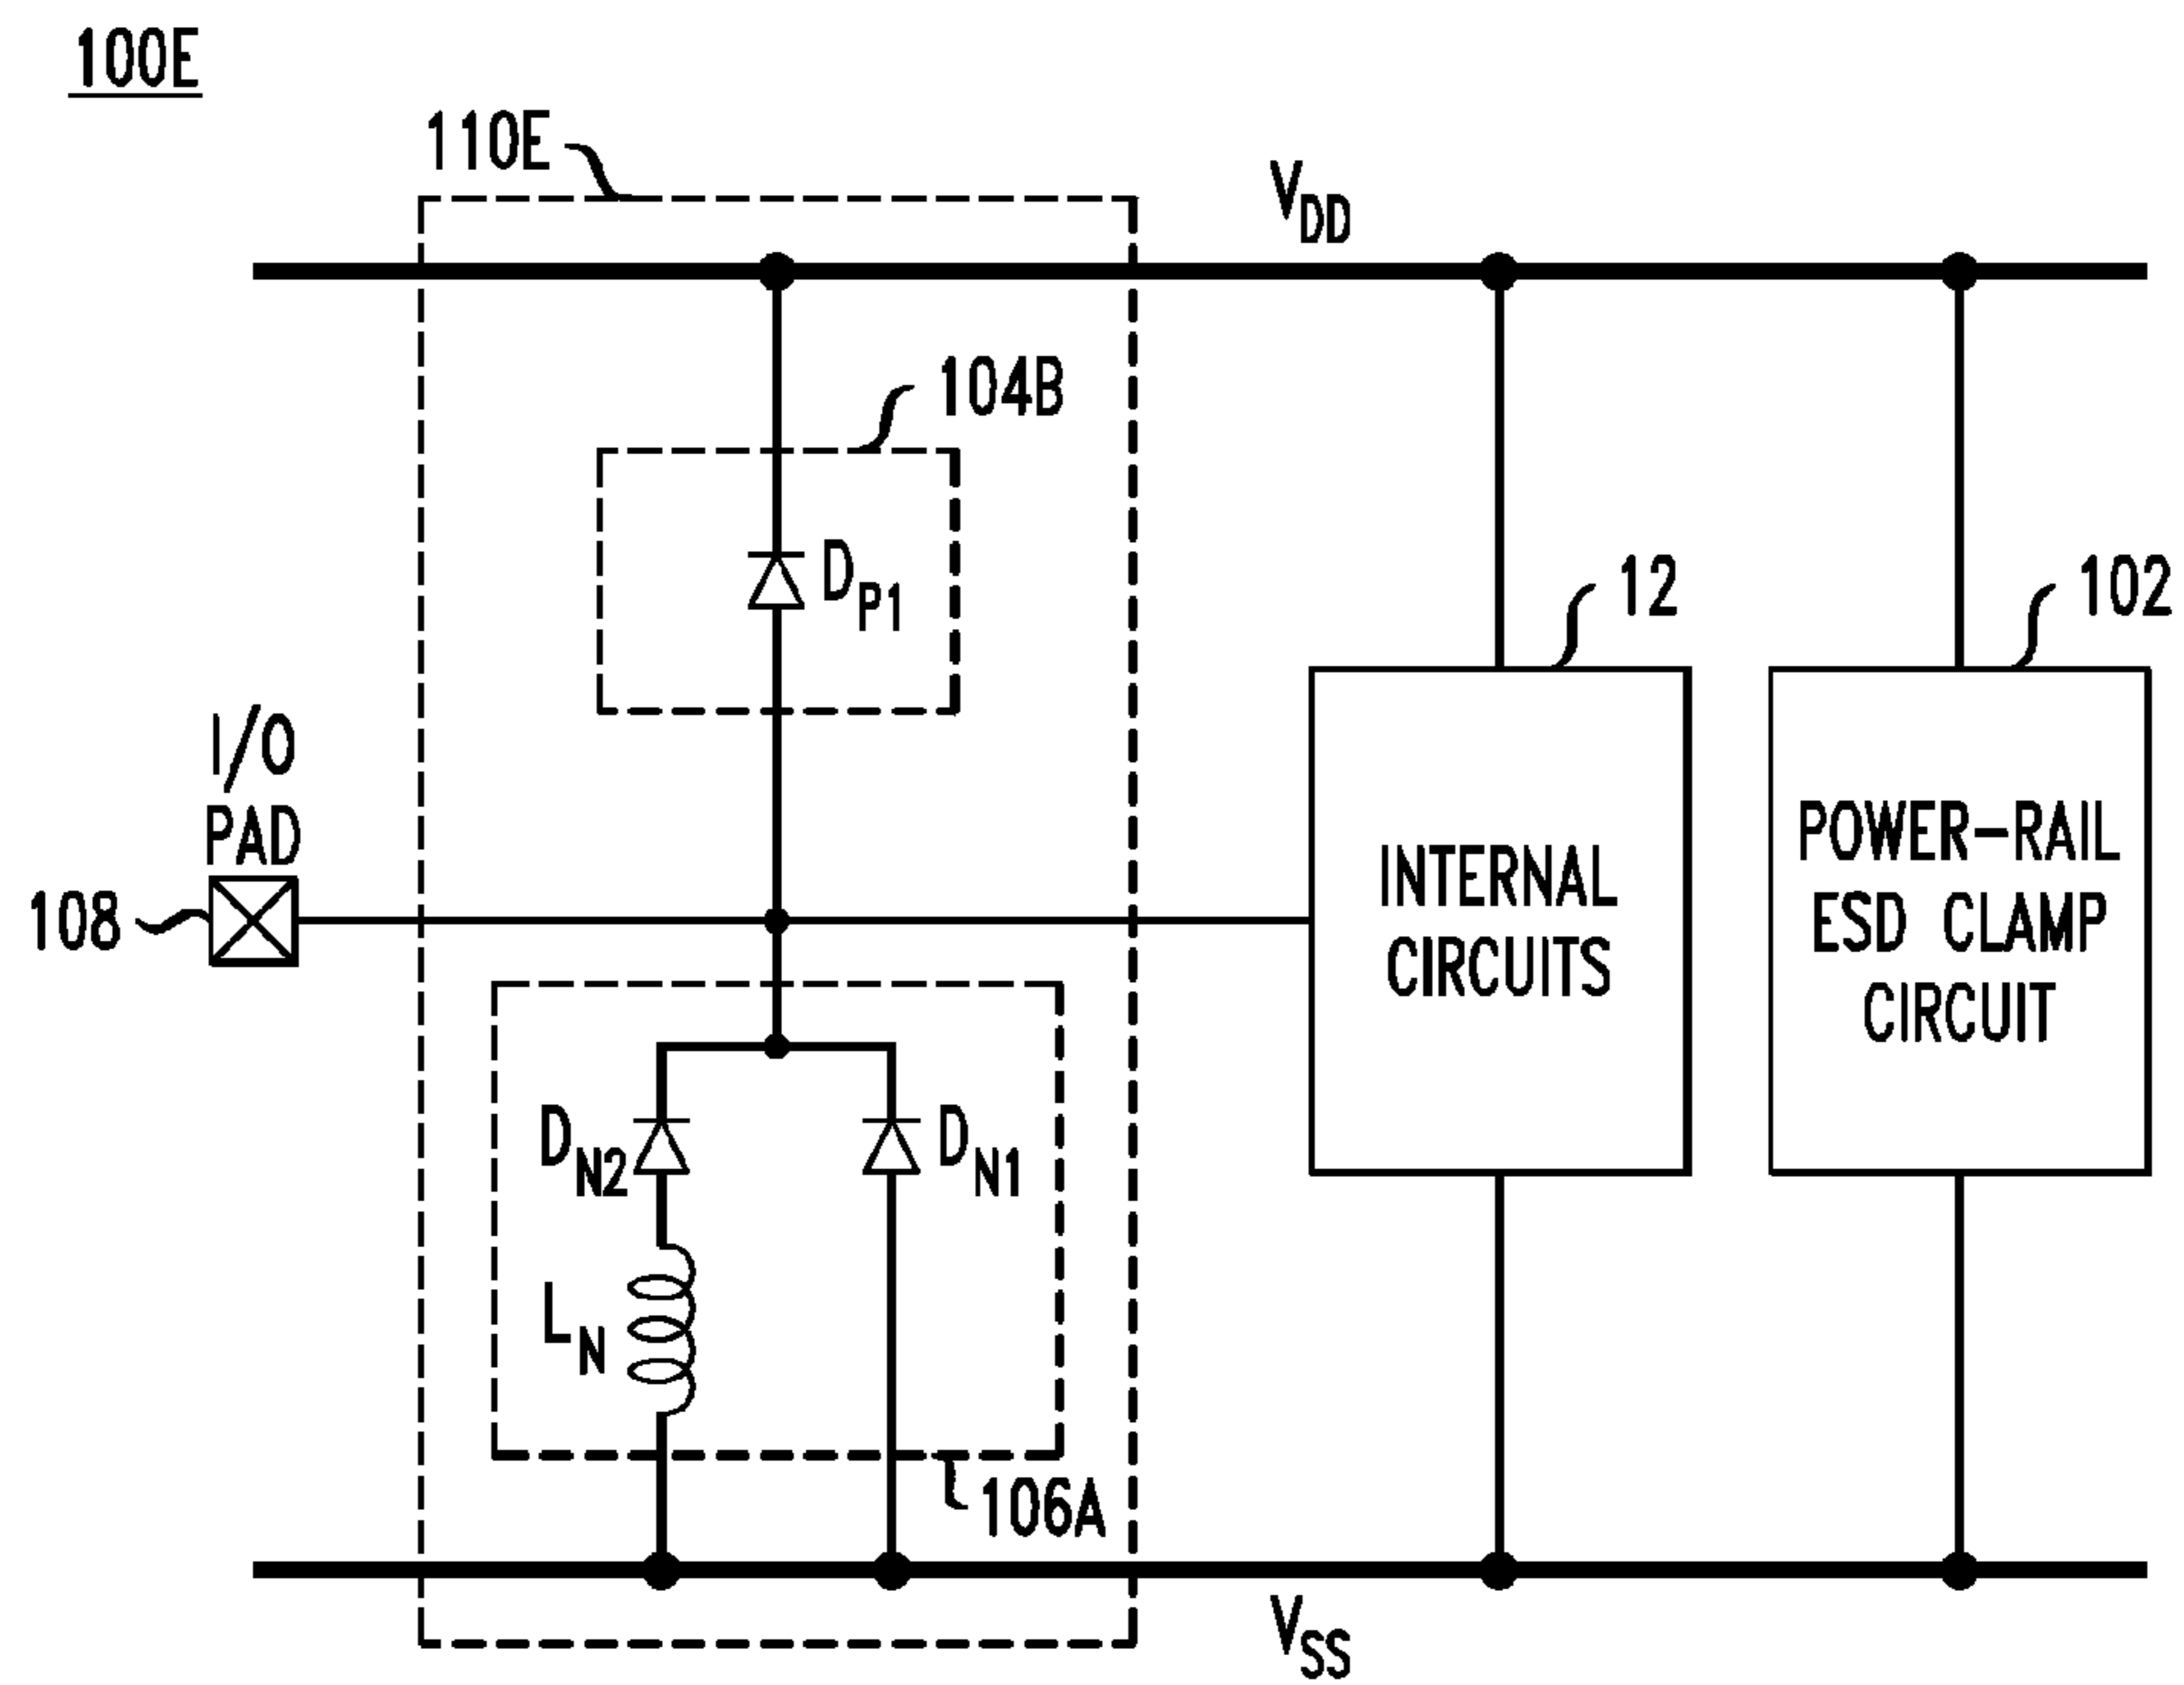 100E
110E
VDD
104B
DP1
12
102
I/O
PAD
108
INTERNAL
CIRCUITS
POWER-RAIL
ESD CLAMP
CIRCUIT
DN2
DN1
LN
106A
VSS